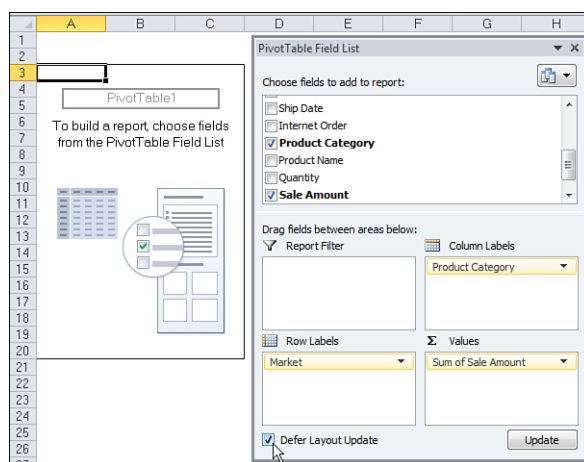 A B C D E F G H
1
2
3
4
5
6
7
8
9
10
11
12
13
14
15
16
17
18
19
20
21
22
23
24
25
26
PivotTable1
To build a report, choose fields
from the PivotTable Field List
PivotTable Field List
Choose fields to add to report:
Ship Date
Internet Order
Product Category
Product Name
Quantity
Sale Amount
Drag fields between areas below:
Report Filter
Column Labels
Product Category
Row Labels
Σ Values
Market
Sum of Sale Amount
Defer Layout Update
Update